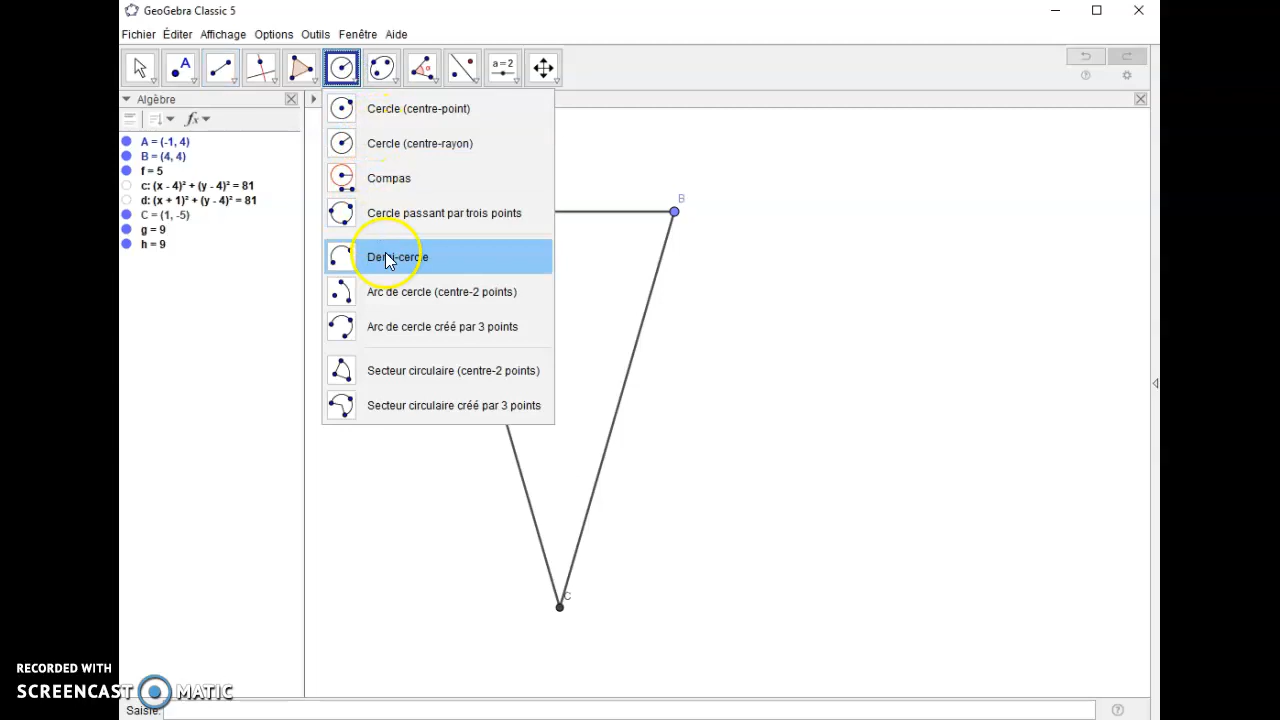 GeoGebra Classic 5
Fichier Éditer Affichage Options Outils Fenêtre Aide
A
a=2
Algèbre
fx
A = (-1, 4)
B = (4, 4)
f = 5
c: (x - 4)² + (y - 4)² = 81
d: (x + 1)² + (y - 4)² = 81
C = (1, -5)
g = 9
h = 9
Cercle (centre-point)
Cercle (centre-rayon)
Compas
Cercle passant par trois points
Demi-cercle
Arc de cercle (centre-2 points)
Arc de cercle créé par 3 points
Secteur circulaire (centre-2 points)
Secteur circulaire créé par 3 points
B
C
RECORDED WITH
SCREENCAST MATIC
Saisie: